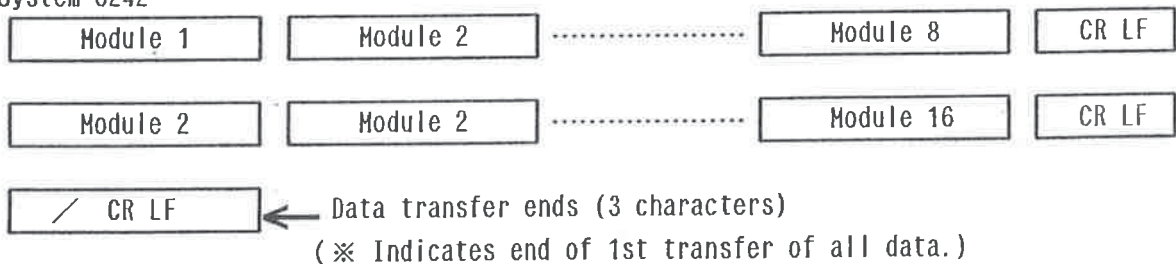 System 6242
Module 1 Module 2 Module 8 CR LF
Module 2 Module 2 Module 16 CR LF
／ CR LF ← Data transfer ends (3 characters)
(※ Indicates end of 1st transfer of all data.)